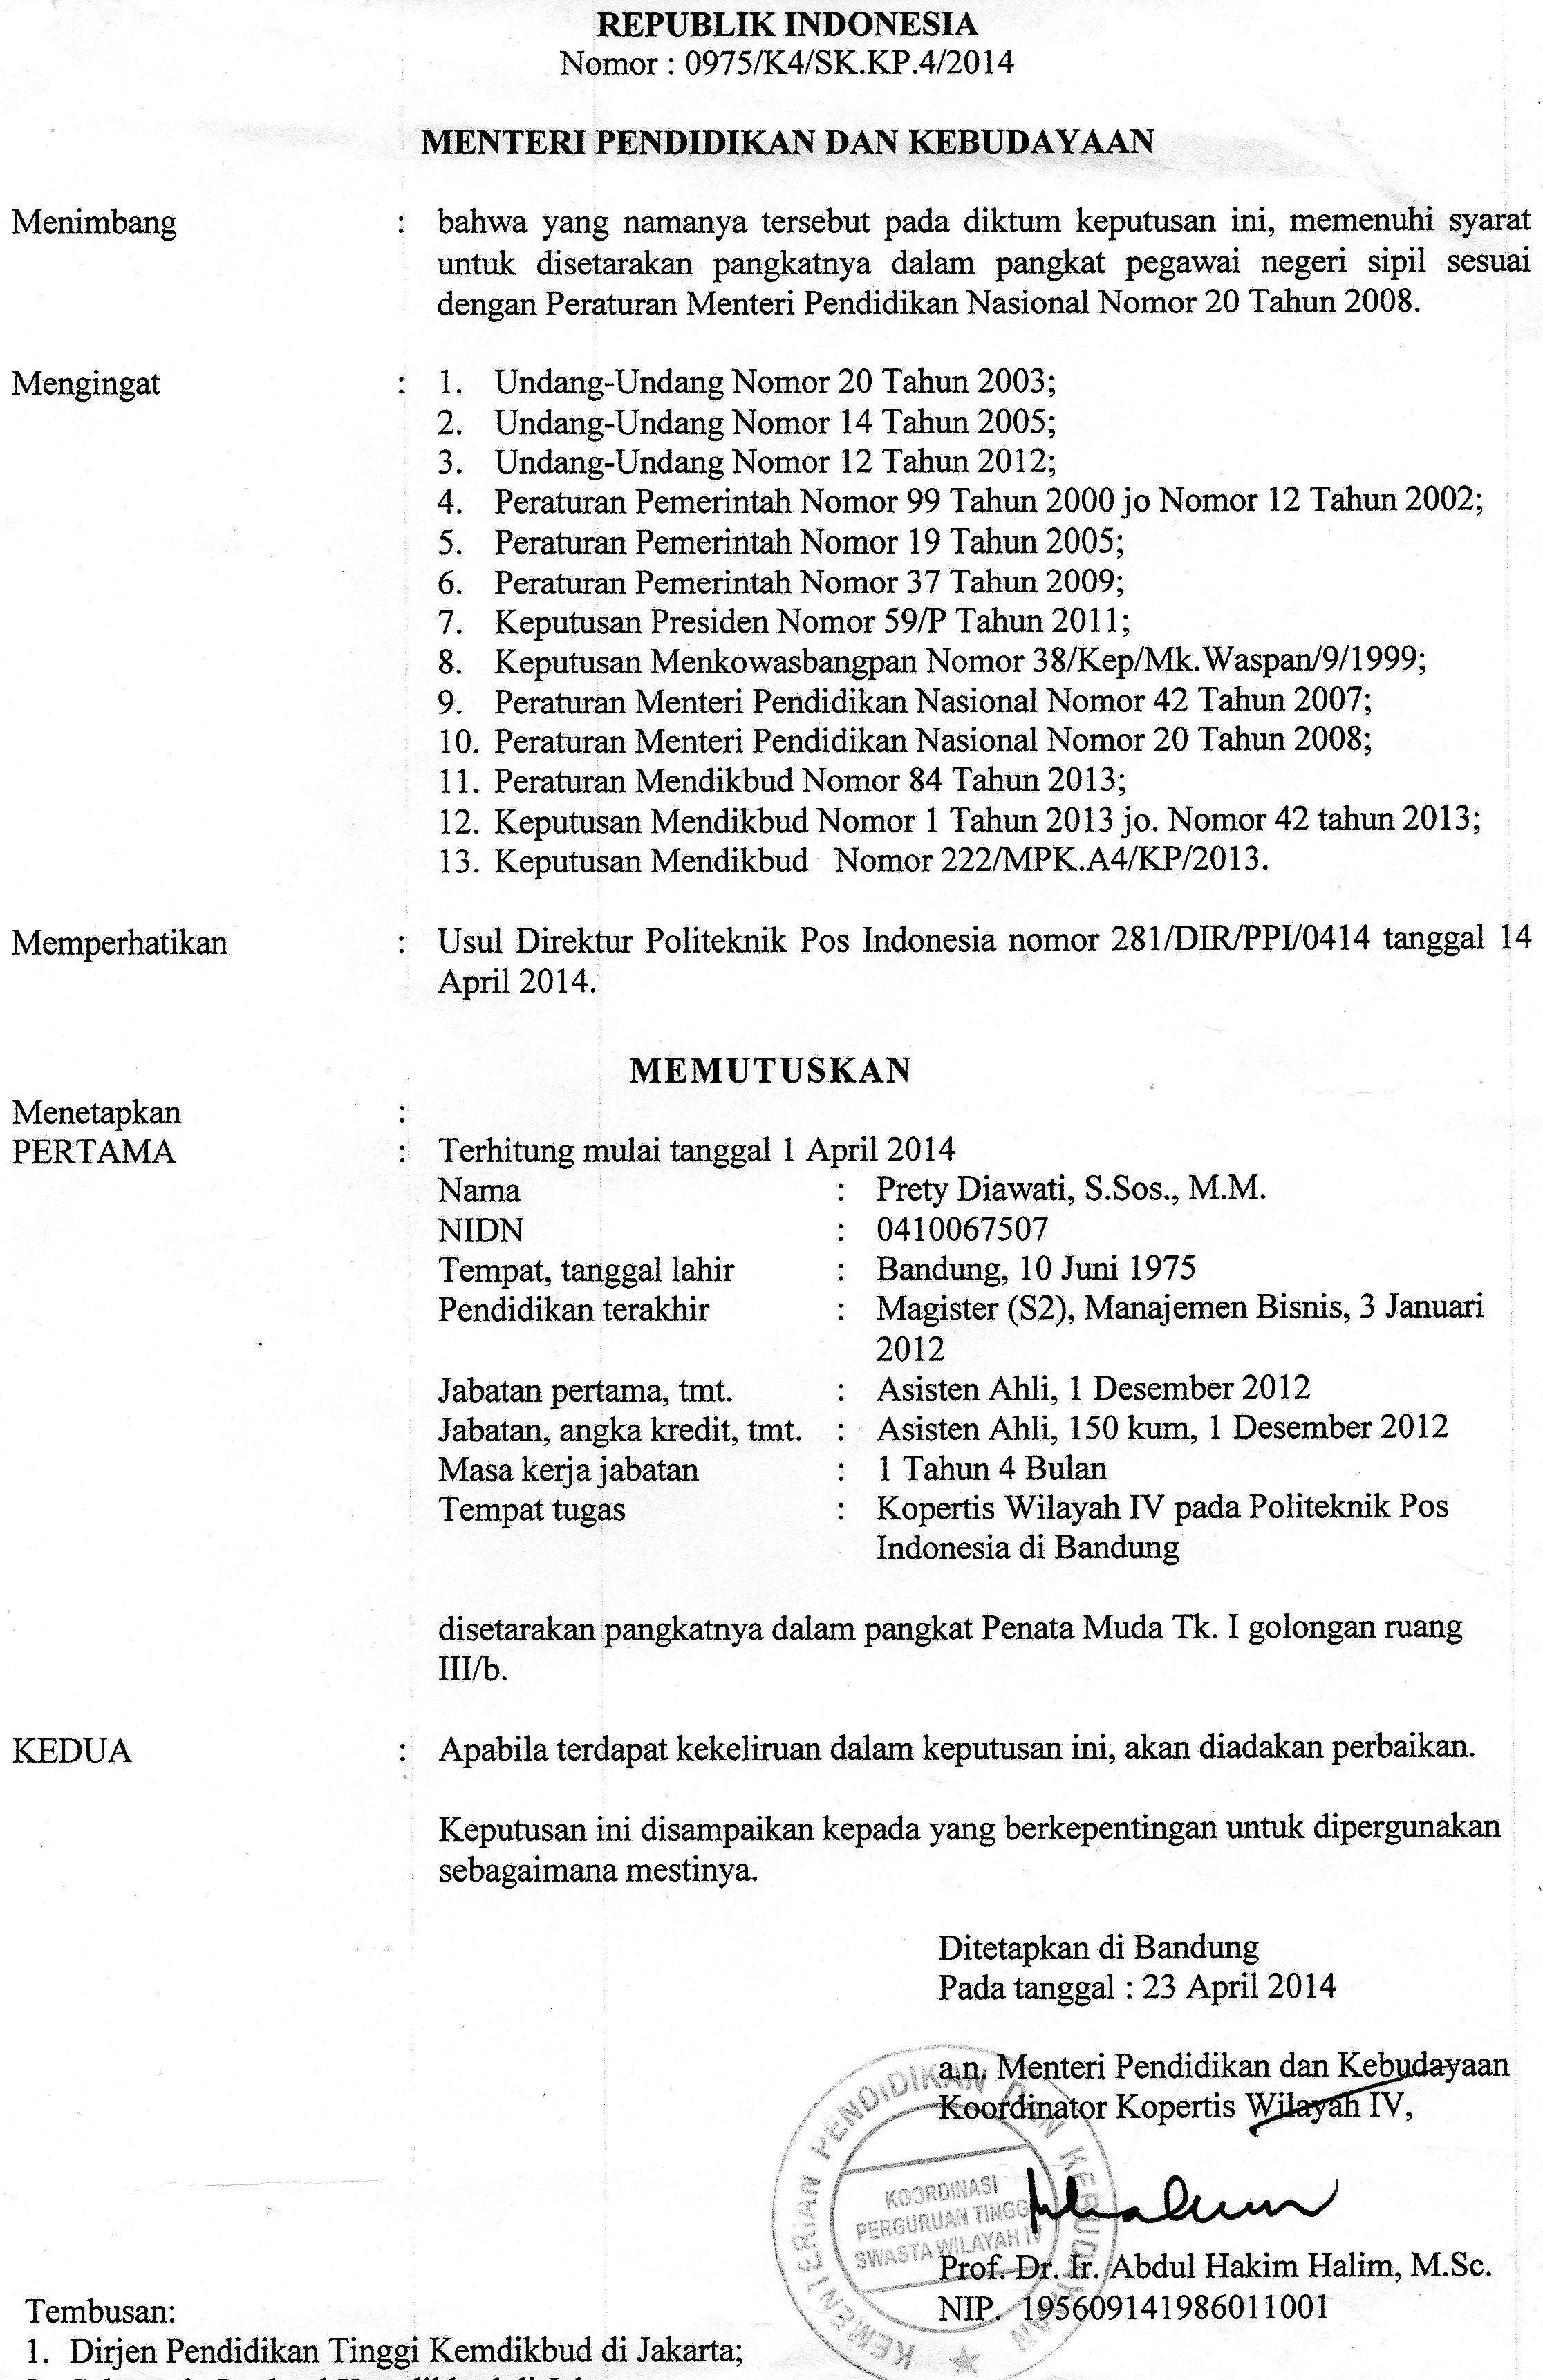 REPUBLIK INDONESIA
Nomor : 0975/K4/SK.KP.4/2014
MENTERI PENDIDIKAN DAN KEBUDAYAAN
Menimbang : bahwa yang namanya tersebut pada diktum keputusan ini, memenuhi syarat
untuk disetarakan pangkatnya dalam pangkat pegawai negeri sipil sesuai
dengan Peraturan Menteri Pendidikan Nasional Nomor 20 Tahun 2008.
Mengingat : 1. Undang-Undang Nomor 20 Tahun 2003;
2. Undang-Undang Nomor 14 Tahun 2005;
3. Undang-Undang Nomor 12 Tahun 2012;
4. Peraturan Pemerintah Nomor 99 Tahun 2000 jo Nomor 12 Tahun 2002;
5. Peraturan Pemerintah Nomor 19 Tahun 2005;
6. Peraturan Pemerintah Nomor 37 Tahun 2009;
7. Keputusan Presiden Nomor 59/P Tahun 2011;
8. Keputusan Menkowasbangpan Nomor 38/Kep/Mk.Waspan/9/1999;
9. Peraturan Menteri Pendidikan Nasional Nomor 42 Tahun 2007;
10. Peraturan Menteri Pendidikan Nasional Nomor 20 Tahun 2008;
11. Peraturan Mendikbud Nomor 84 Tahun 2013;
12. Keputusan Mendikbud Nomor 1 Tahun 2013 jo. Nomor 42 tahun 2013;
13. Keputusan Mendikbud Nomor 222/MPK.A4/KP/2013.
Memperhatikan : Usul Direktur Politeknik Pos Indonesia nomor 281/DIR/PPI/0414 tanggal 14
April 2014.
MEMUTUSKAN
Menetapkan :
PERTAMA : Terhitung mulai tanggal 1 April 2014
Nama : Prety Diawati, S.Sos., M.M.
NIDN : 0410067507
Tempat, tanggal lahir : Bandung, 10 Juni 1975
Pendidikan terakhir : Magister (S2), Manajemen Bisnis, 3 Januari
2012
Jabatan pertama, tmt. : Asisten Ahli, 1 Desember 2012
Jabatan, angka kredit, tmt. : Asisten Ahli, 150 kum, 1 Desember 2012
Masa kerja jabatan : 1 Tahun 4 Bulan
Tempat tugas : Kopertis Wilayah IV pada Politeknik Pos
Indonesia di Bandung
disetarakan pangkatnya dalam pangkat Penata Muda Tk. I golongan ruang
III/b.
KEDUA : Apabila terdapat kekeliruan dalam keputusan ini, akan diadakan perbaikan.
Keputusan ini disampaikan kepada yang berkepentingan untuk dipergunakan
sebagaimana mestinya.
Ditetapkan di Bandung
Pada tanggal : 23 April 2014
a.n. Menteri Pendidikan dan Kebudayaan
Koordinator Kopertis Wilayah IV,
KEMENTERIAN PENDIDIKAN DAN KEBUDAYAAN
KOORDINASI
PERGURUAN TINGGI
SWASTA WILAYAH IV
Prof. Dr. Ir. Abdul Hakim Halim, M.Sc.
NIP. 195609141986011001
Tembusan:
1. Dirjen Pendidikan Tinggi Kemdikbud di Jakarta;